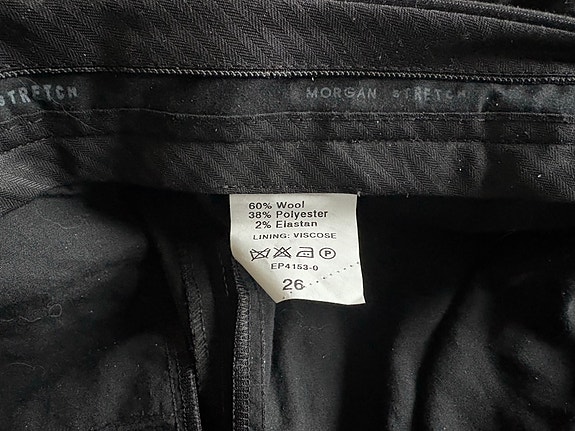 STRETCH MORGAN STRETCH
60% Wool
38% Polyester
2% Elastan
LINING: VISCOSE
P
EP4153-0
26